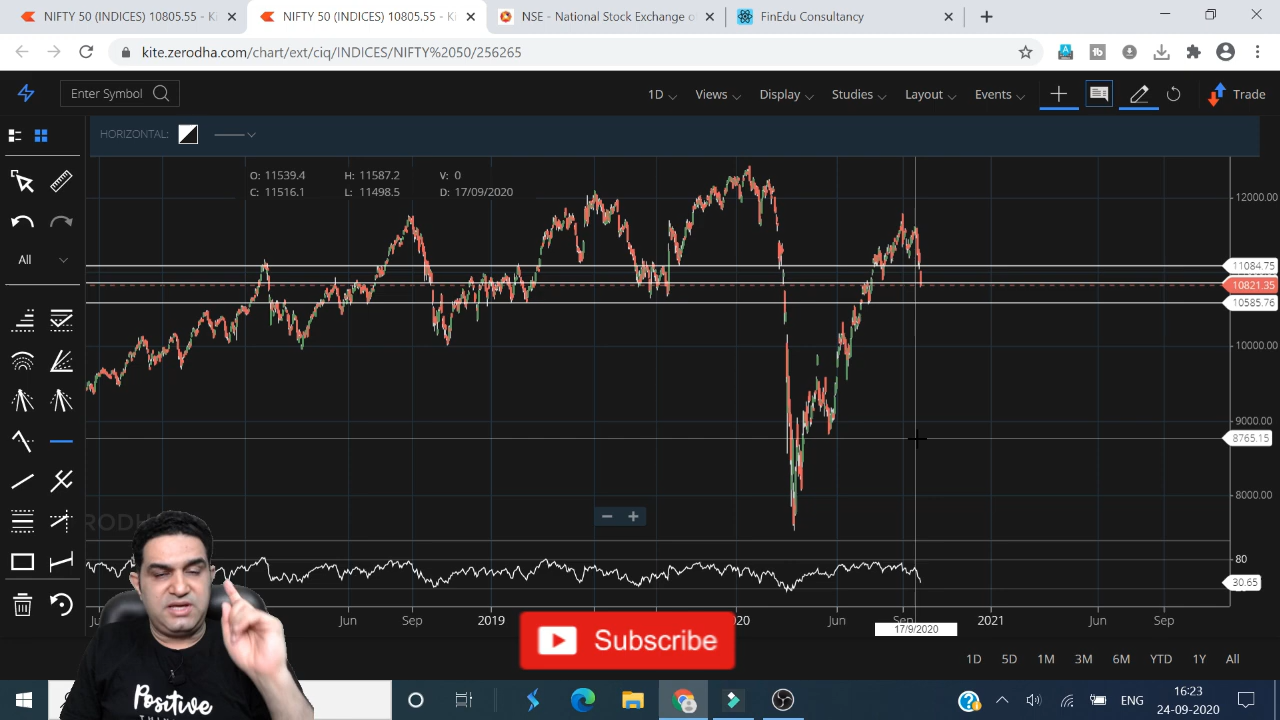 NIFTY 50 (INDICES) 10805.55 - Ki
NIFTY 50 (INDICES) 10805.55 - Ki
NSE - National Stock Exchange o
FinEdu Consultancy
kite.zerodha.com/chart/ext/ciq/INDICES/NIFTY%2050/256265
Enter Symbol
1D
Views
Display
Studies
Layout
Events
Trade
HORIZONTAL:
O: 11539.4 H: 11587.2 V: 0
C: 11516.1 L: 11498.5 D: 17/09/2020
All
12000.00
11084.75
10821.35
10585.76
10000.00
9000.00
8765.15
8000.00
80
30.65
Jun
Sep
2019
Jun
Sep
2021
Jun
Sep
17/9/2020
Subscribe
1D 5D 1M 3M 6M YTD 1Y All
Positive
ENG
16:23
24-09-2020